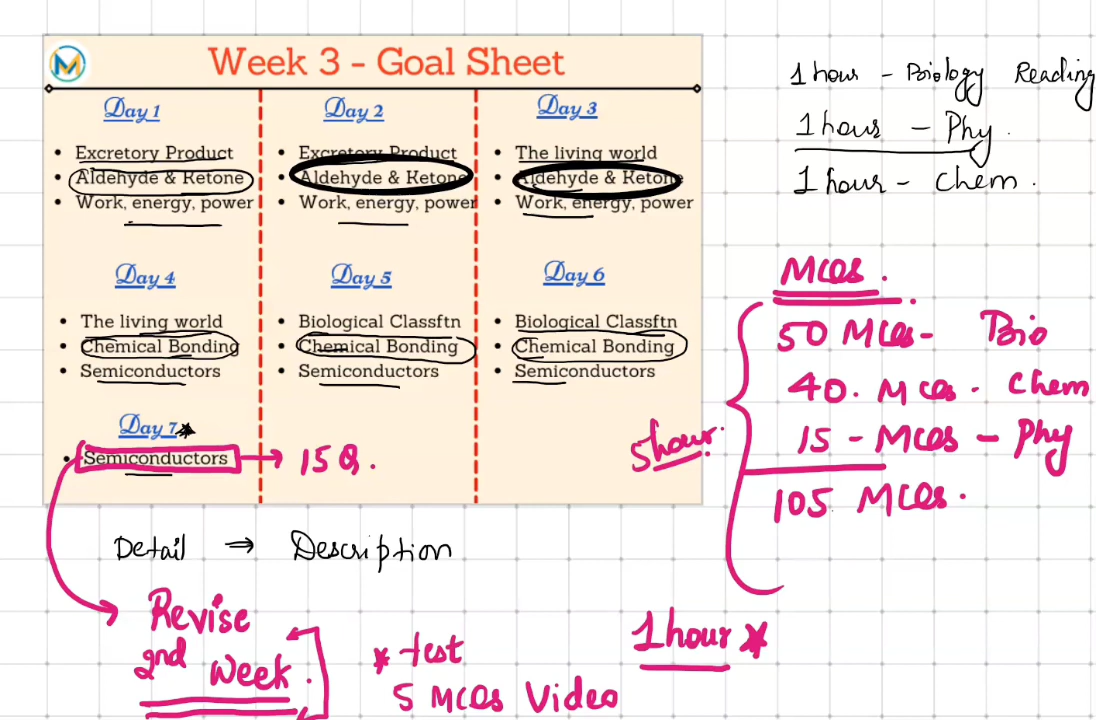 Week 3 - Goal Sheet
Day 1
• Excretory Product
• Aldehyde & Ketone
• Work, energy, power
Day 2
• Excretory Product
• Aldehyde & Ketone
• Work, energy, power
Day 3
• The living world
• Aldehyde & Ketone
• Work, energy, power
Day 4
• The living world
• Chemical Bonding
• Semiconductors
Day 5
• Biological Classftn
• Chemical Bonding
• Semiconductors
Day 6
• Biological Classftn
• Chemical Bonding
• Semiconductors
Day 7
• Semiconductors → 15 Q.
Detail ⇒ Description
Revise
2nd Week.
* test
5 MCQs Video
1 hour - Biology Reading
1 hour - Phy.
1 hour - Chem.
MCQs.
50 MCQs - Bio
40. MCQs - Chem
15 - MCQs - Phy
105 MCQs.
5 hour.
1 hour *